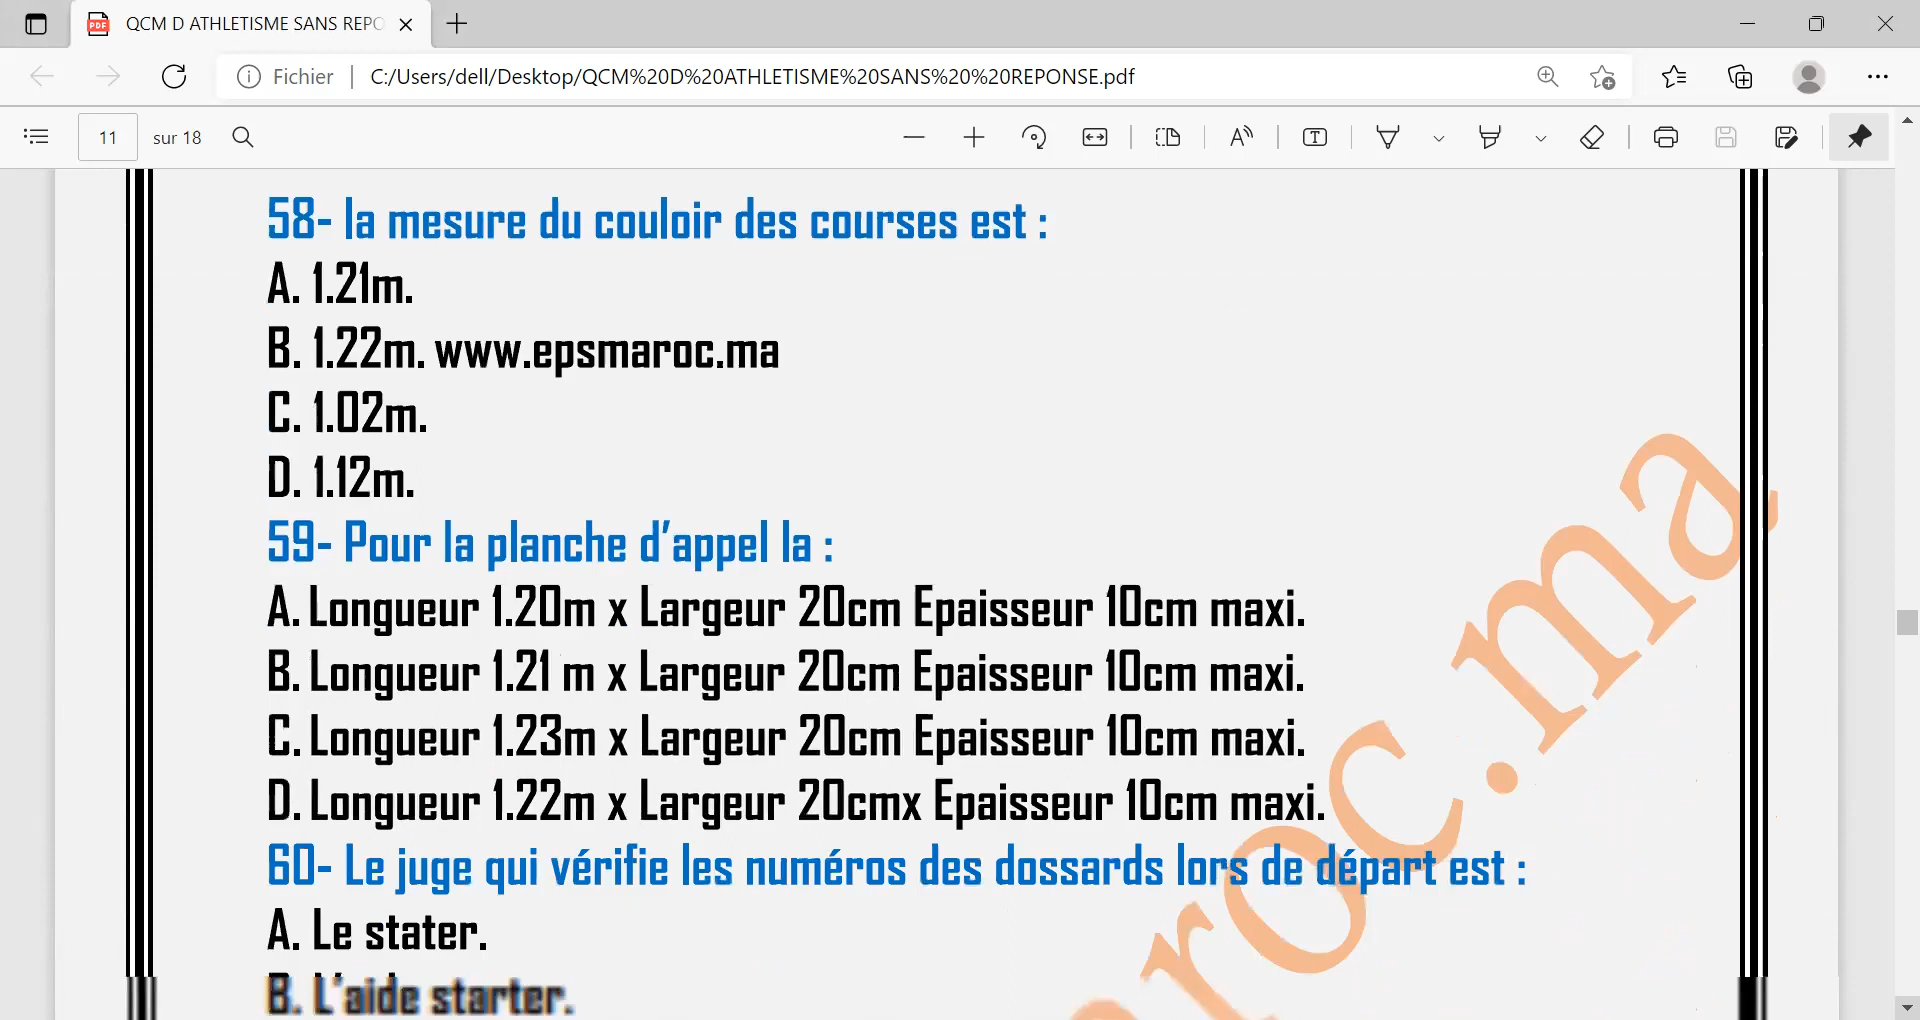 QCM D ATHLETISME SANS REPO
Fichier C:/Users/dell/Desktop/QCM%20D%20ATHLETISME%20SANS%20%20REPONSE.pdf
11 sur 18
58- la mesure du couloir des courses est :
A. 1.21m.
B. 1.22m. www.epsmaroc.ma
C. 1.02m.
D. 1.12m.
59- Pour la planche d’appel la :
A. Longueur 1.20m x Largeur 20cm Epaisseur 10cm maxi.
B. Longueur 1.21 m x Largeur 20cm Epaisseur 10cm maxi.
C. Longueur 1.23m x Largeur 20cm Epaisseur 10cm maxi.
D. Longueur 1.22m x Largeur 20cmx Epaisseur 10cm maxi.
60- Le juge qui vérifie les numéros des dossards lors de départ est :
A. Le stater.
B. L’aide starter.
roc.ma